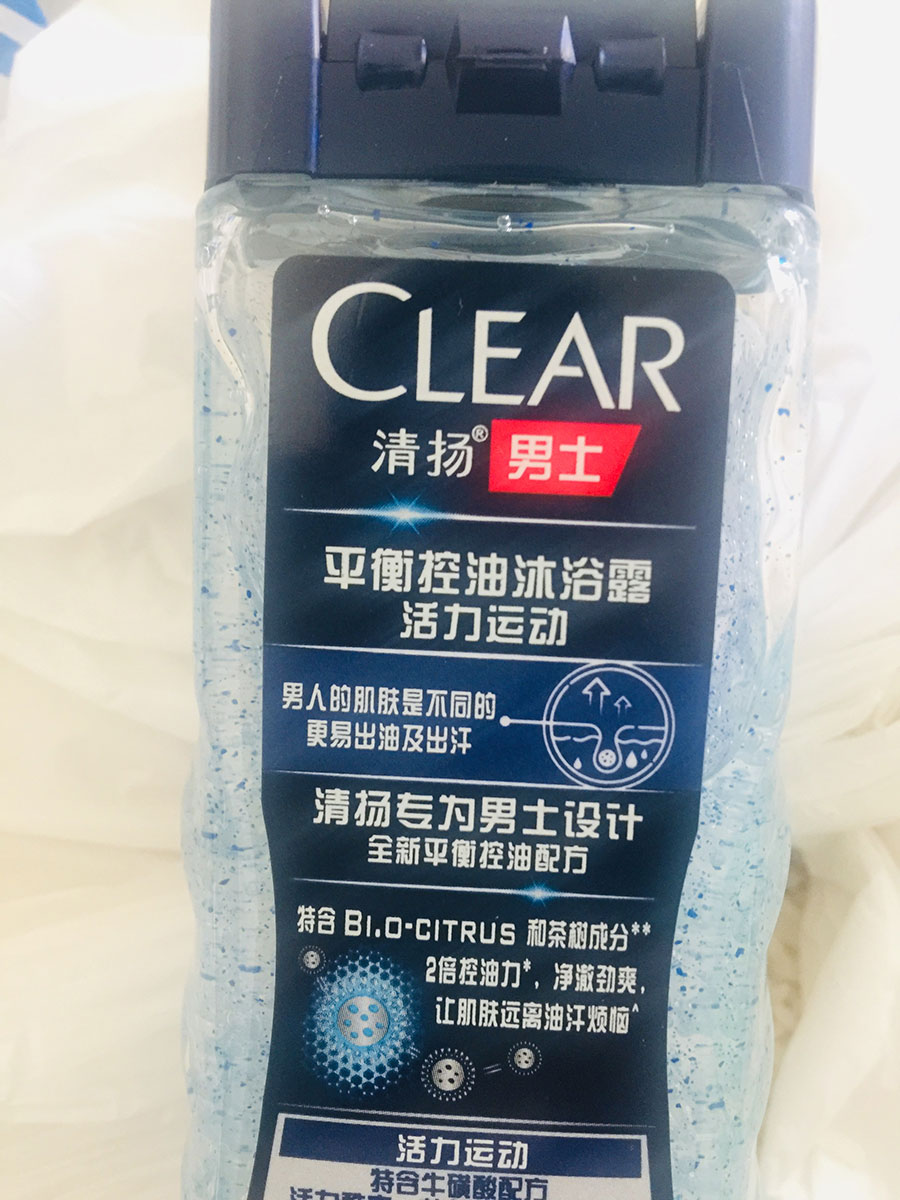 CLEAR
清扬® 男士
平衡控油沐浴露
活力运动
男人的肌肤是不同的
更易出油及出汗
清扬专为男士设计
全新平衡控油配方
特含 BI.O-CITRUS 和茶树成分**
2倍控油力*，净澈劲爽，
让肌肤远离油汗烦恼^
活力运动
特含牛磺酸配方